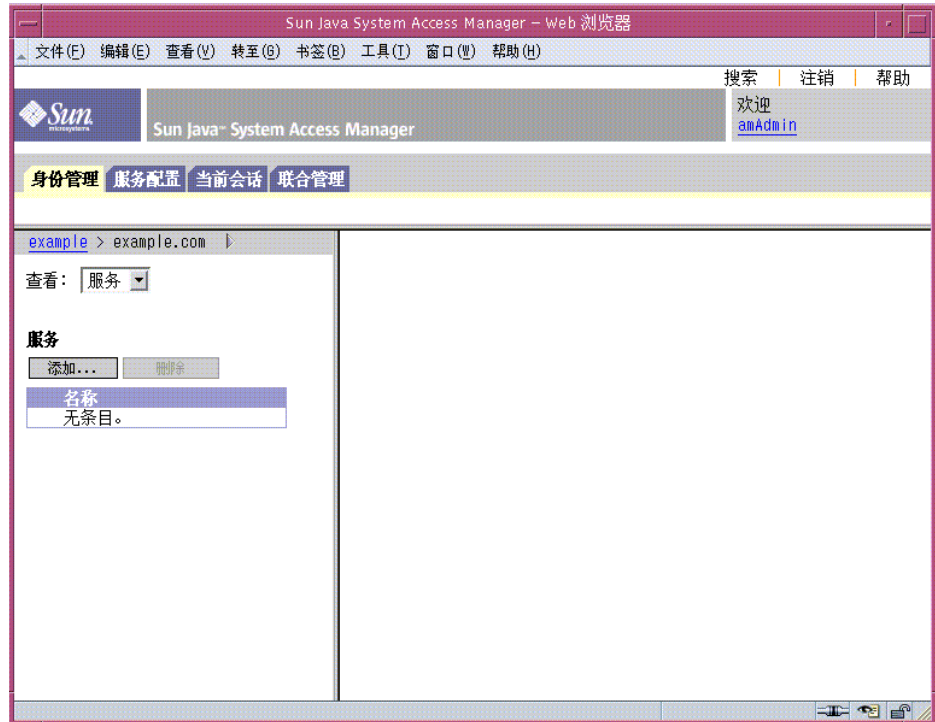 Sun Java System Access Manager – Web 浏览器
文件(F) 编辑(E) 查看(V) 转至(G) 书签(B) 工具(T) 窗口(W) 帮助(H)
搜索 | 注销 | 帮助
Sun
microsystems
Sun Java™ System Access Manager
欢迎
amAdmin
身份管理 服务配置 当前会话 联合管理
example > example.com
查看: 服务
服务
添加... 删除
名称
无条目。